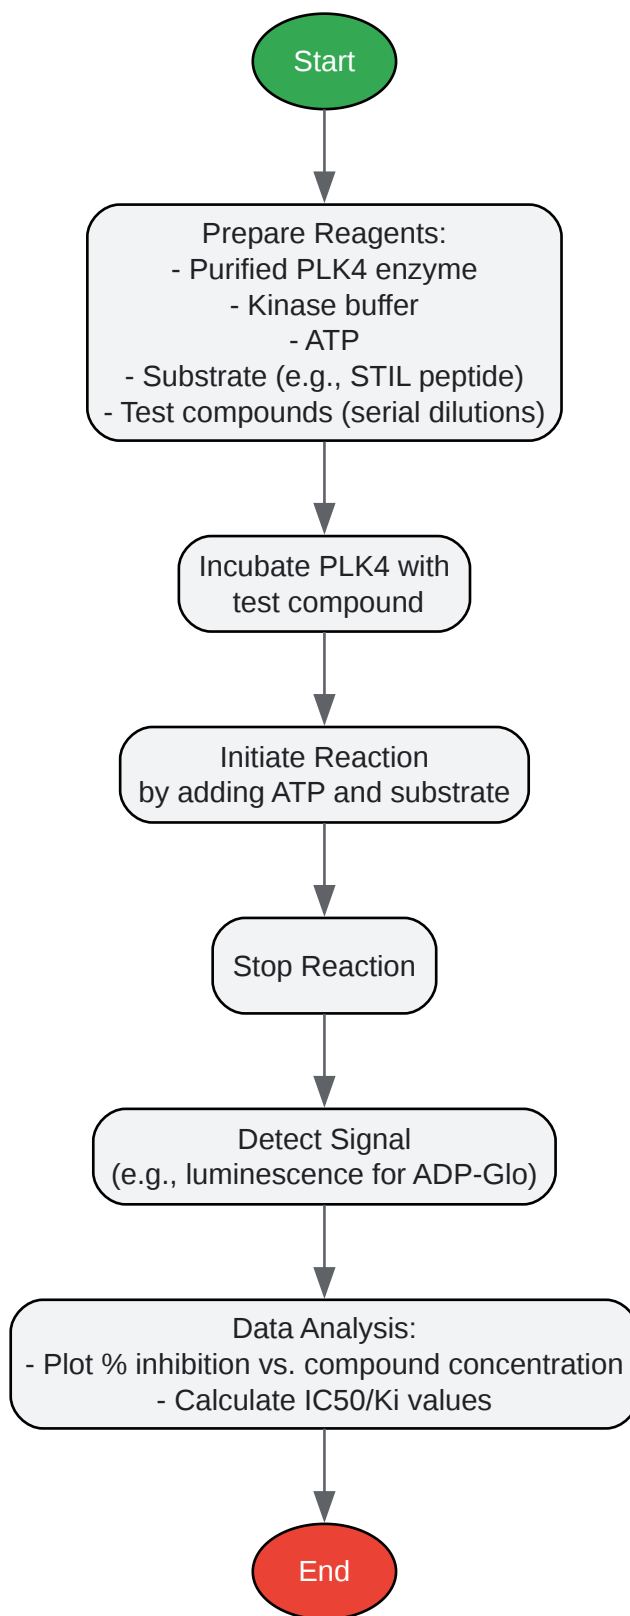 Start
Prepare Reagents:
- Purified PLK4 enzyme
- Kinase buffer
- ATP
- Substrate (e.g., STIL peptide)
- Test compounds (serial dilutions)
Incubate PLK4 with
test compound
Initiate Reaction
by adding ATP and substrate
Stop Reaction
Detect Signal
(e.g., luminescence for ADP-Glo)
Data Analysis:
- Plot % inhibition vs. compound concentration
- Calculate IC50/Ki values
End